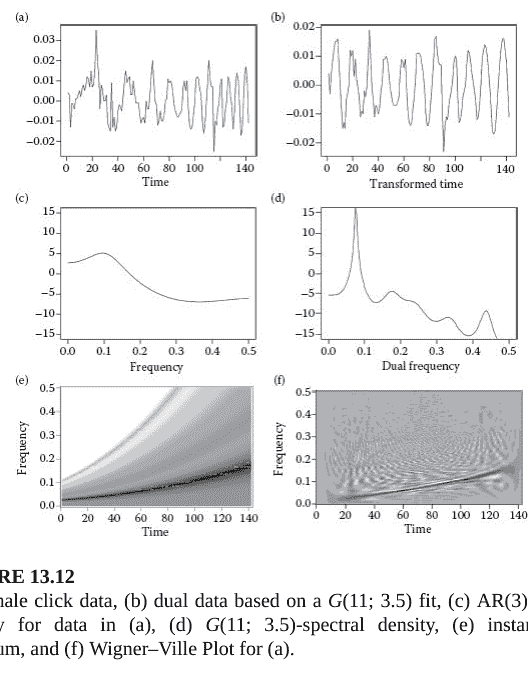 (a)
(b)
0.03
0.02
0.01
0.00
−0.01
−0.02
0 20 40 60 80 100 140
Time
0.02
0.01
0.00
−0.01
−0.02
0 20 40 60 80 100 140
Transformed time
(c)
(d)
15
10
5
0
−5
−10
−15
0.0 0.1 0.2 0.3 0.4 0.5
Frequency
15
10
5
0
−5
−10
−15
0.0 0.1 0.2 0.3 0.4 0.5
Dual frequency
(e)
(f)
0.5
0.4
0.3
0.2
0.1
0.0
Frequency
0 20 40 60 80 100 120 140
Time
0.5
0.4
0.3
0.2
0.1
0.0
Frequency
0 20 40 60 80 100 120 140
Time
RE 13.12
nale click data, (b) dual data based on a G(11; 3.5) fit, (c) AR(3)
y for data in (a), (d) G(11; 3.5)-spectral density, (e) instar
um, and (f) Wigner–Ville Plot for (a).